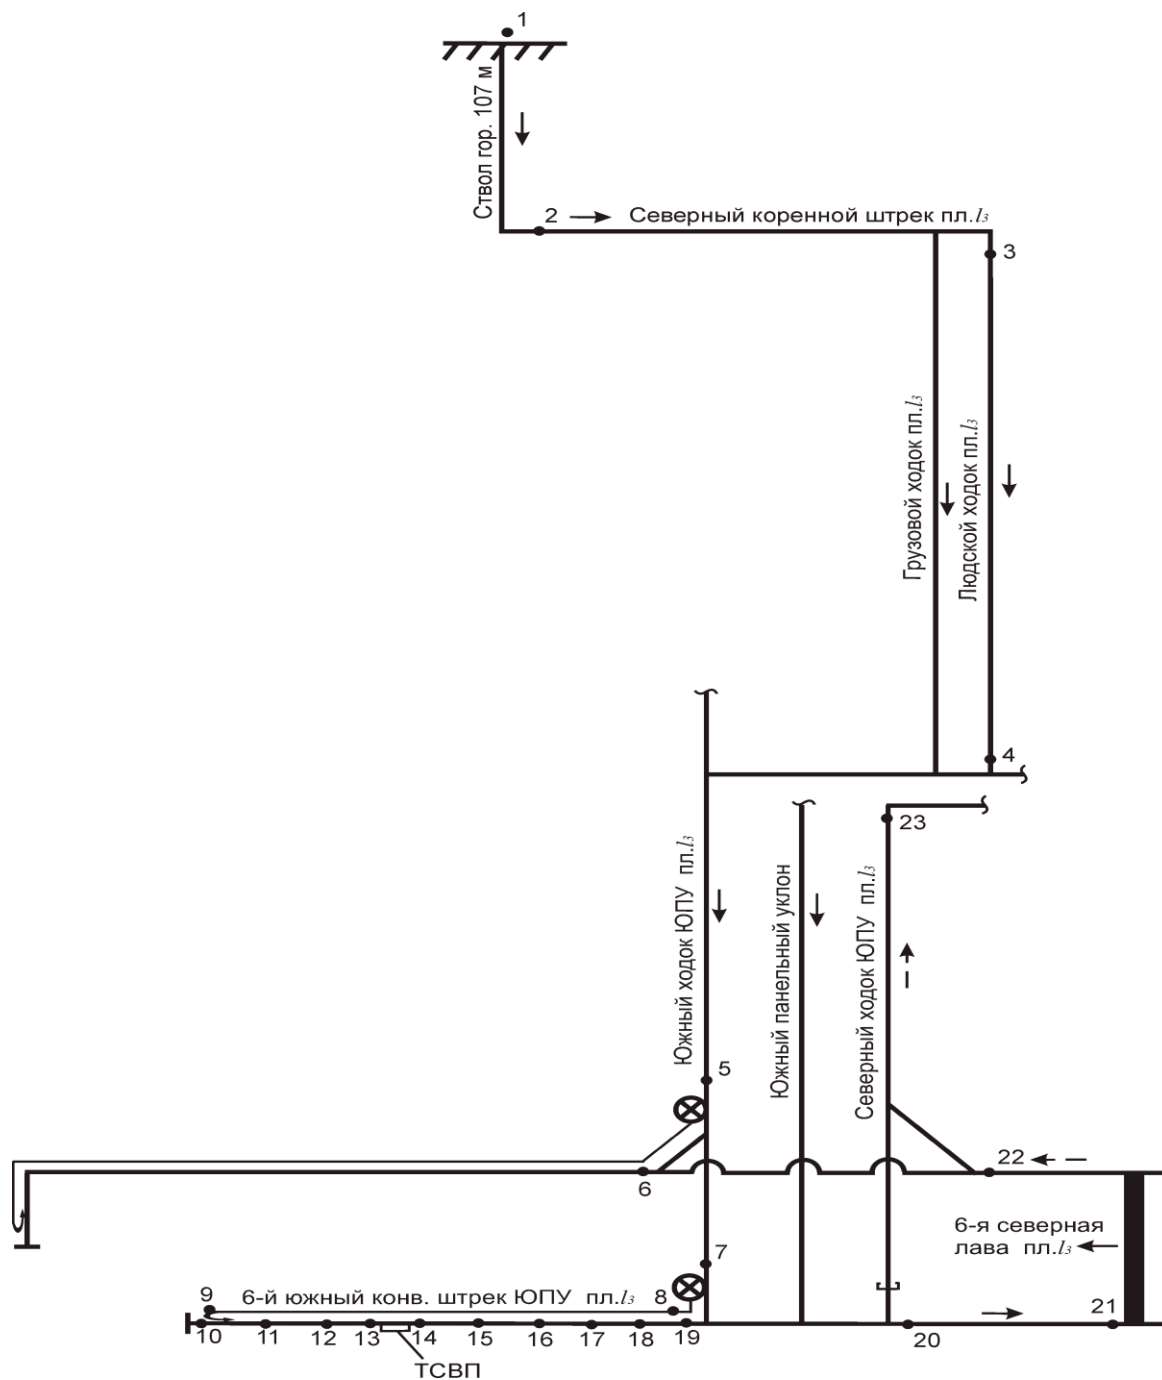 1
Ствол гор. 107 м
2
Северный коренной штрек пл.l₃
3
Грузовой ходок пл.l₃
Людской ходок пл.l₃
4
23
Южный ходок ЮПУ пл.l₃
Южный панельный уклон
Северный ходок ЮПУ пл.l₃
5
6
22
6-я северная
лава пл.l₃
7
9
6-й южный конв. штрек ЮПУ пл.l₃
8
21
10
11
12
13
14
15
16
17
18
19
20
ТСВП